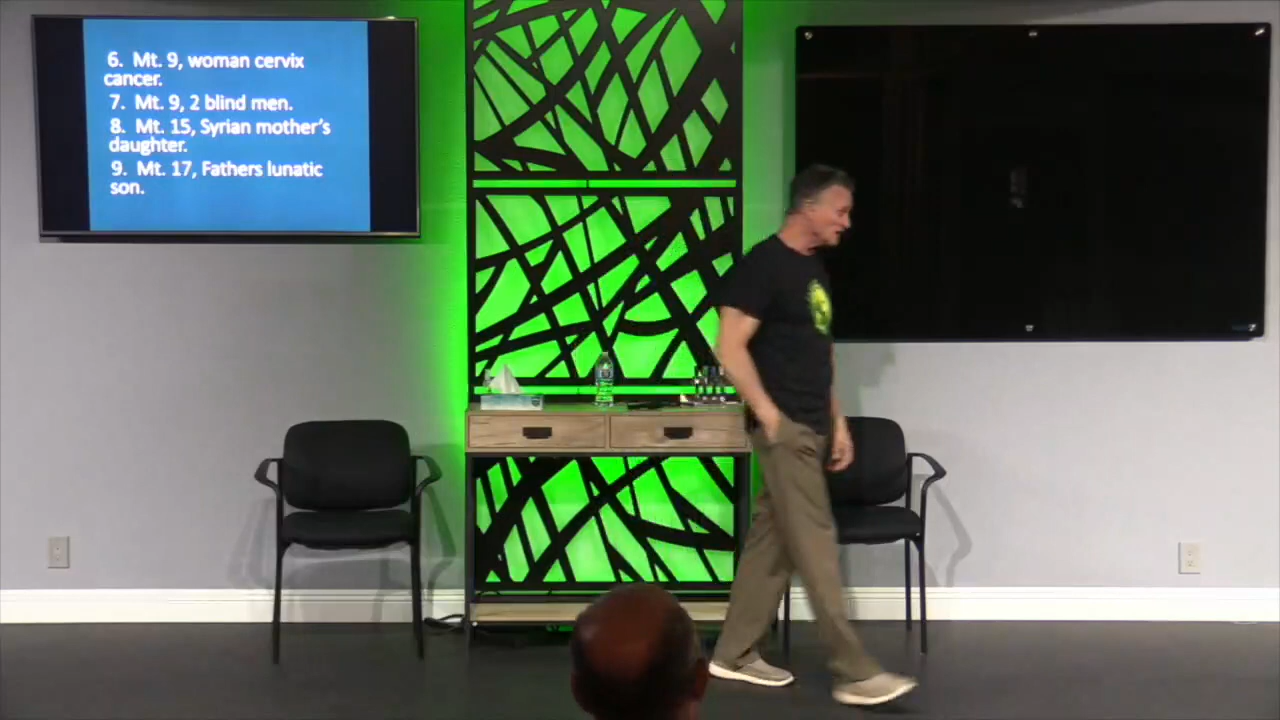 6. Mt. 9, woman cervix
cancer.
7. Mt. 9, 2 blind men.
8. Mt. 15, Syrian mother's
daughter.
9. Mt. 17, Fathers lunatic
son.